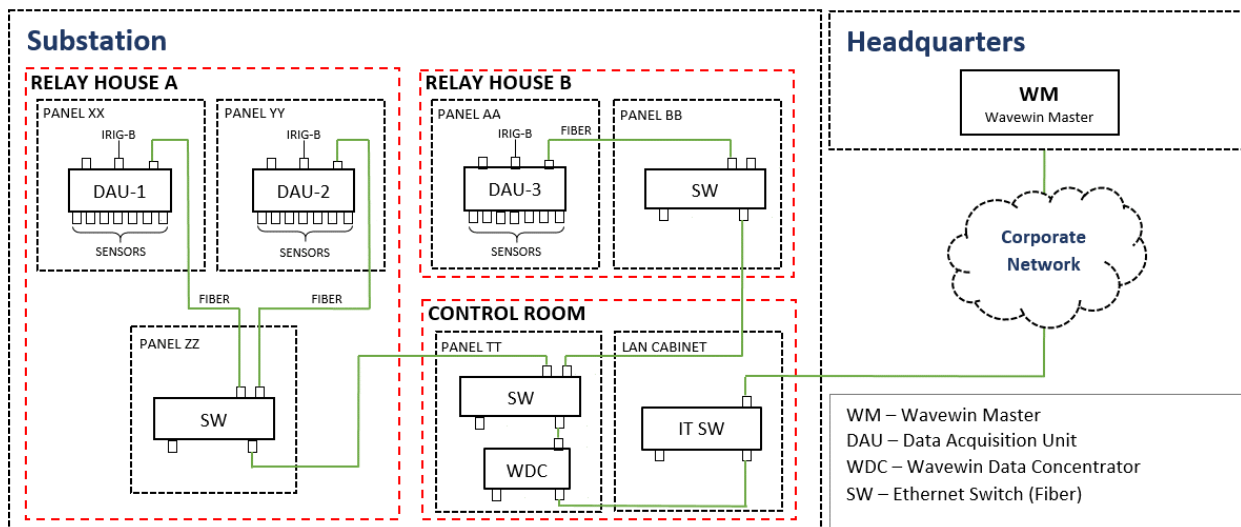 Substation
Headquarters
RELAY HOUSE A
PANEL XX
IRIG-B
DAU-1
SENSORS
PANEL YY
IRIG-B
DAU-2
SENSORS
FIBER
FIBER
PANEL ZZ
SW
RELAY HOUSE B
PANEL AA
IRIG-B
FIBER
DAU-3
SENSORS
PANEL BB
SW
CONTROL ROOM
PANEL TT
SW
WDC
LAN CABINET
IT SW
WM
Wavewin Master
Corporate
Network
WM – Wavewin Master
DAU – Data Acquisition Unit
WDC – Wavewin Data Concentrator
SW – Ethernet Switch (Fiber)